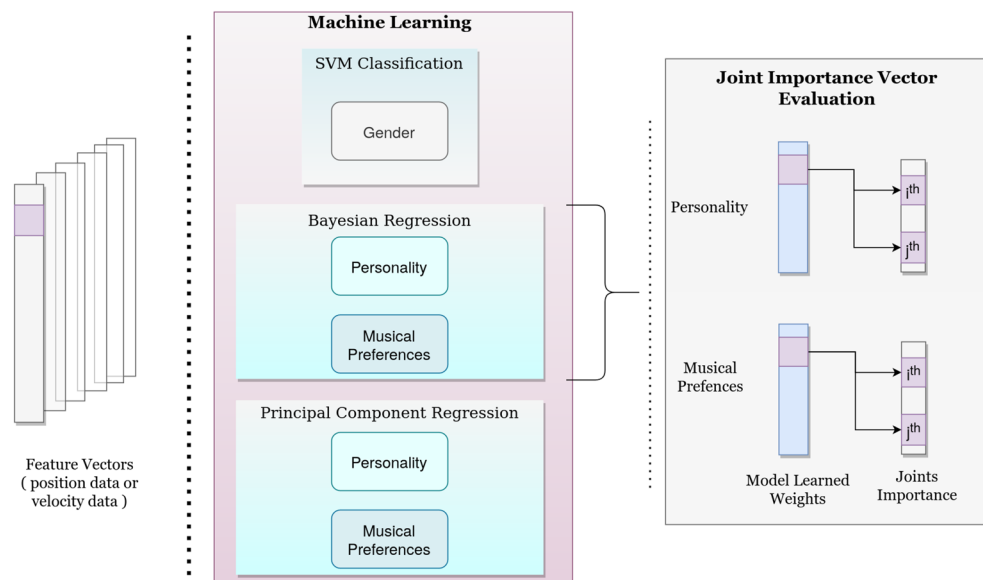 Machine Learning
SVM Classification
Gender
Bayesian Regression
Personality
Musical
Preferences
Principal Component Regression
Personality
Musical
Preferences
Feature Vectors
( position data or
velocity data )
Joint Importance Vector
Evaluation
Personality
ith
jth
Musical
Prefences
ith
jth
Model Learned
Weights
Joints
Importance